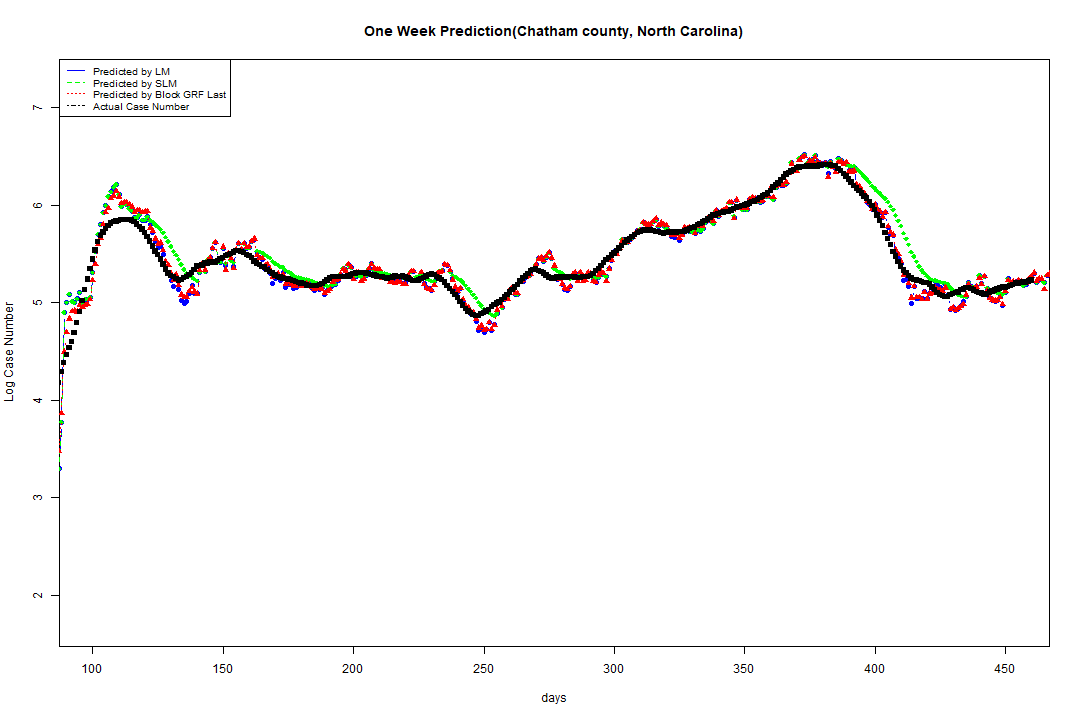 One Week Prediction(Chatham county, North Carolina)
Predicted by LM
Predicted by SLM
Predicted by Block GRF Last
Actual Case Number
7
6
5
4
3
2
Log Case Number
100 150 200 250 300 350 400 450
days